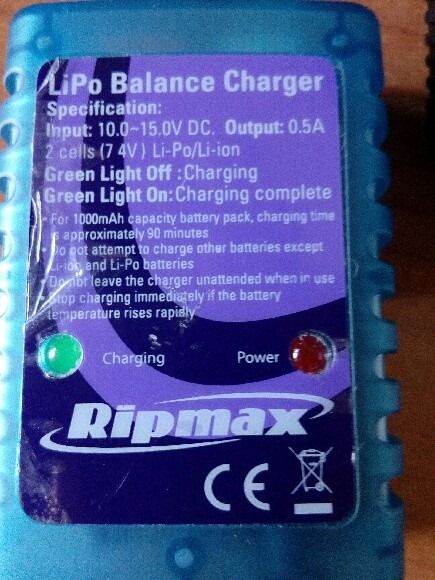 LiPo Balance Charger
Specification:
Input: 10.0~15.0V DC. Output: 0.5A
2 cells (7 4V ) Li-Po/Li-ion
Green Light Off : Charging
Green Light On: Charging complete
• For 1000mAh capacity battery pack, charging time
is approximately 90 minutes
• Do not attempt to charge other batteries except
Li-ion and Li-Po batteries
• Do not leave the charger unattended when in use
• Stop charging immediately if the battery
temperature rises rapidly
Charging Power
Ripmax
CE